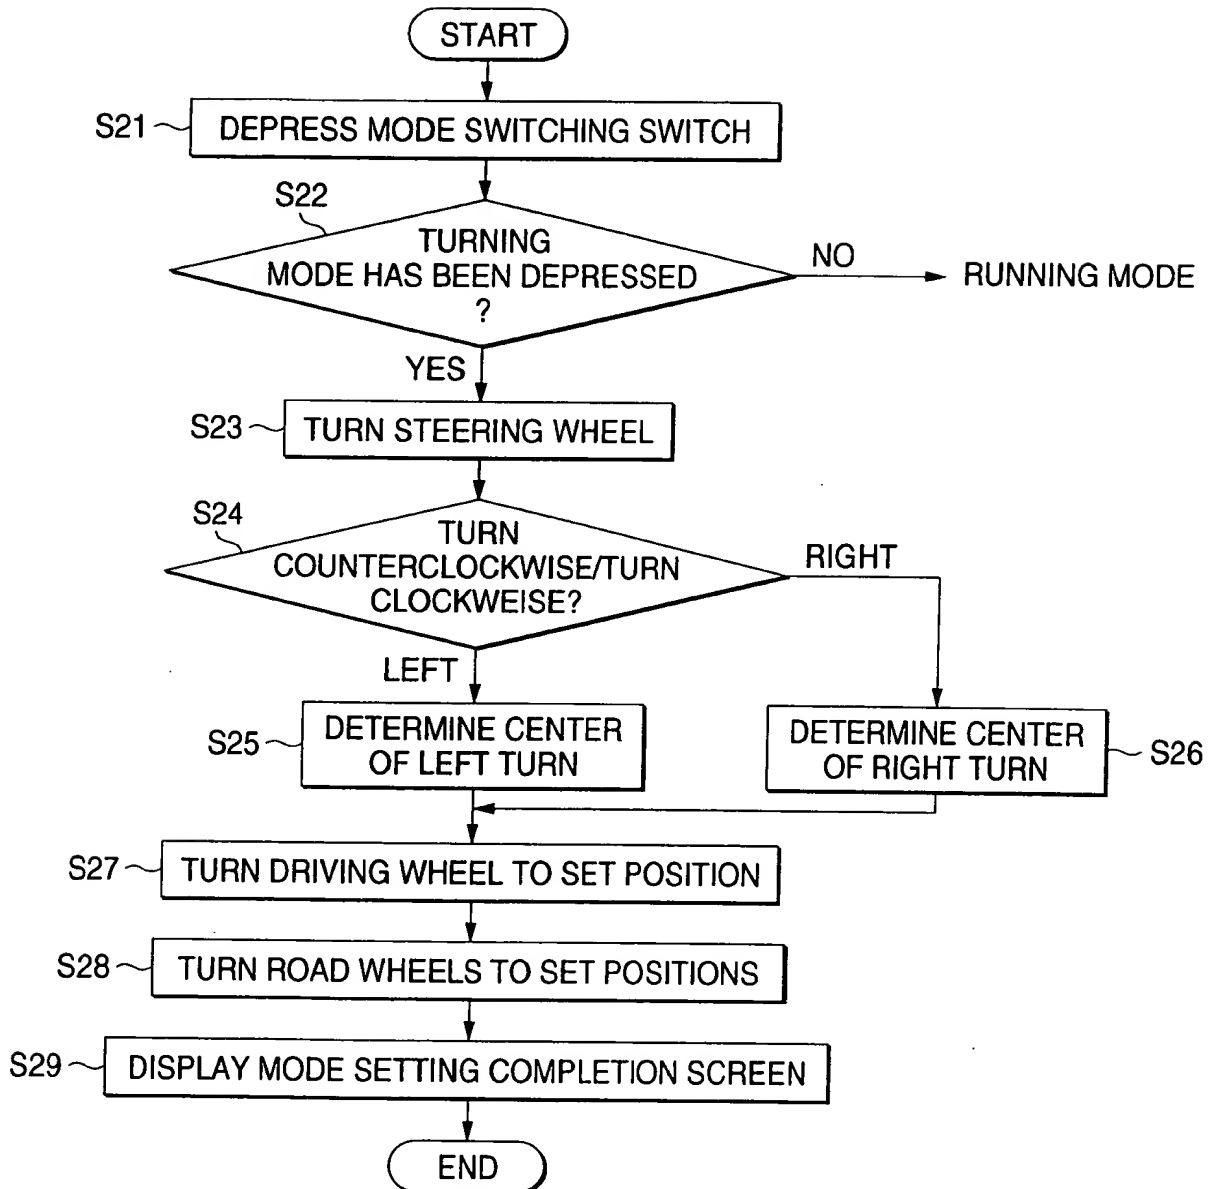 START
S21
DEPRESS MODE SWITCHING SWITCH
S22
TURNING
MODE HAS BEEN DEPRESSED
?
NO
RUNNING MODE
YES
S23
TURN STEERING WHEEL
S24
TURN
COUNTERCLOCKWISE/TURN
CLOCKWEISE?
RIGHT
LEFT
S25
DETERMINE CENTER
OF LEFT TURN
DETERMINE CENTER
OF RIGHT TURN
S26
S27
TURN DRIVING WHEEL TO SET POSITION
S28
TURN ROAD WHEELS TO SET POSITIONS
S29
DISPLAY MODE SETTING COMPLETION SCREEN
END